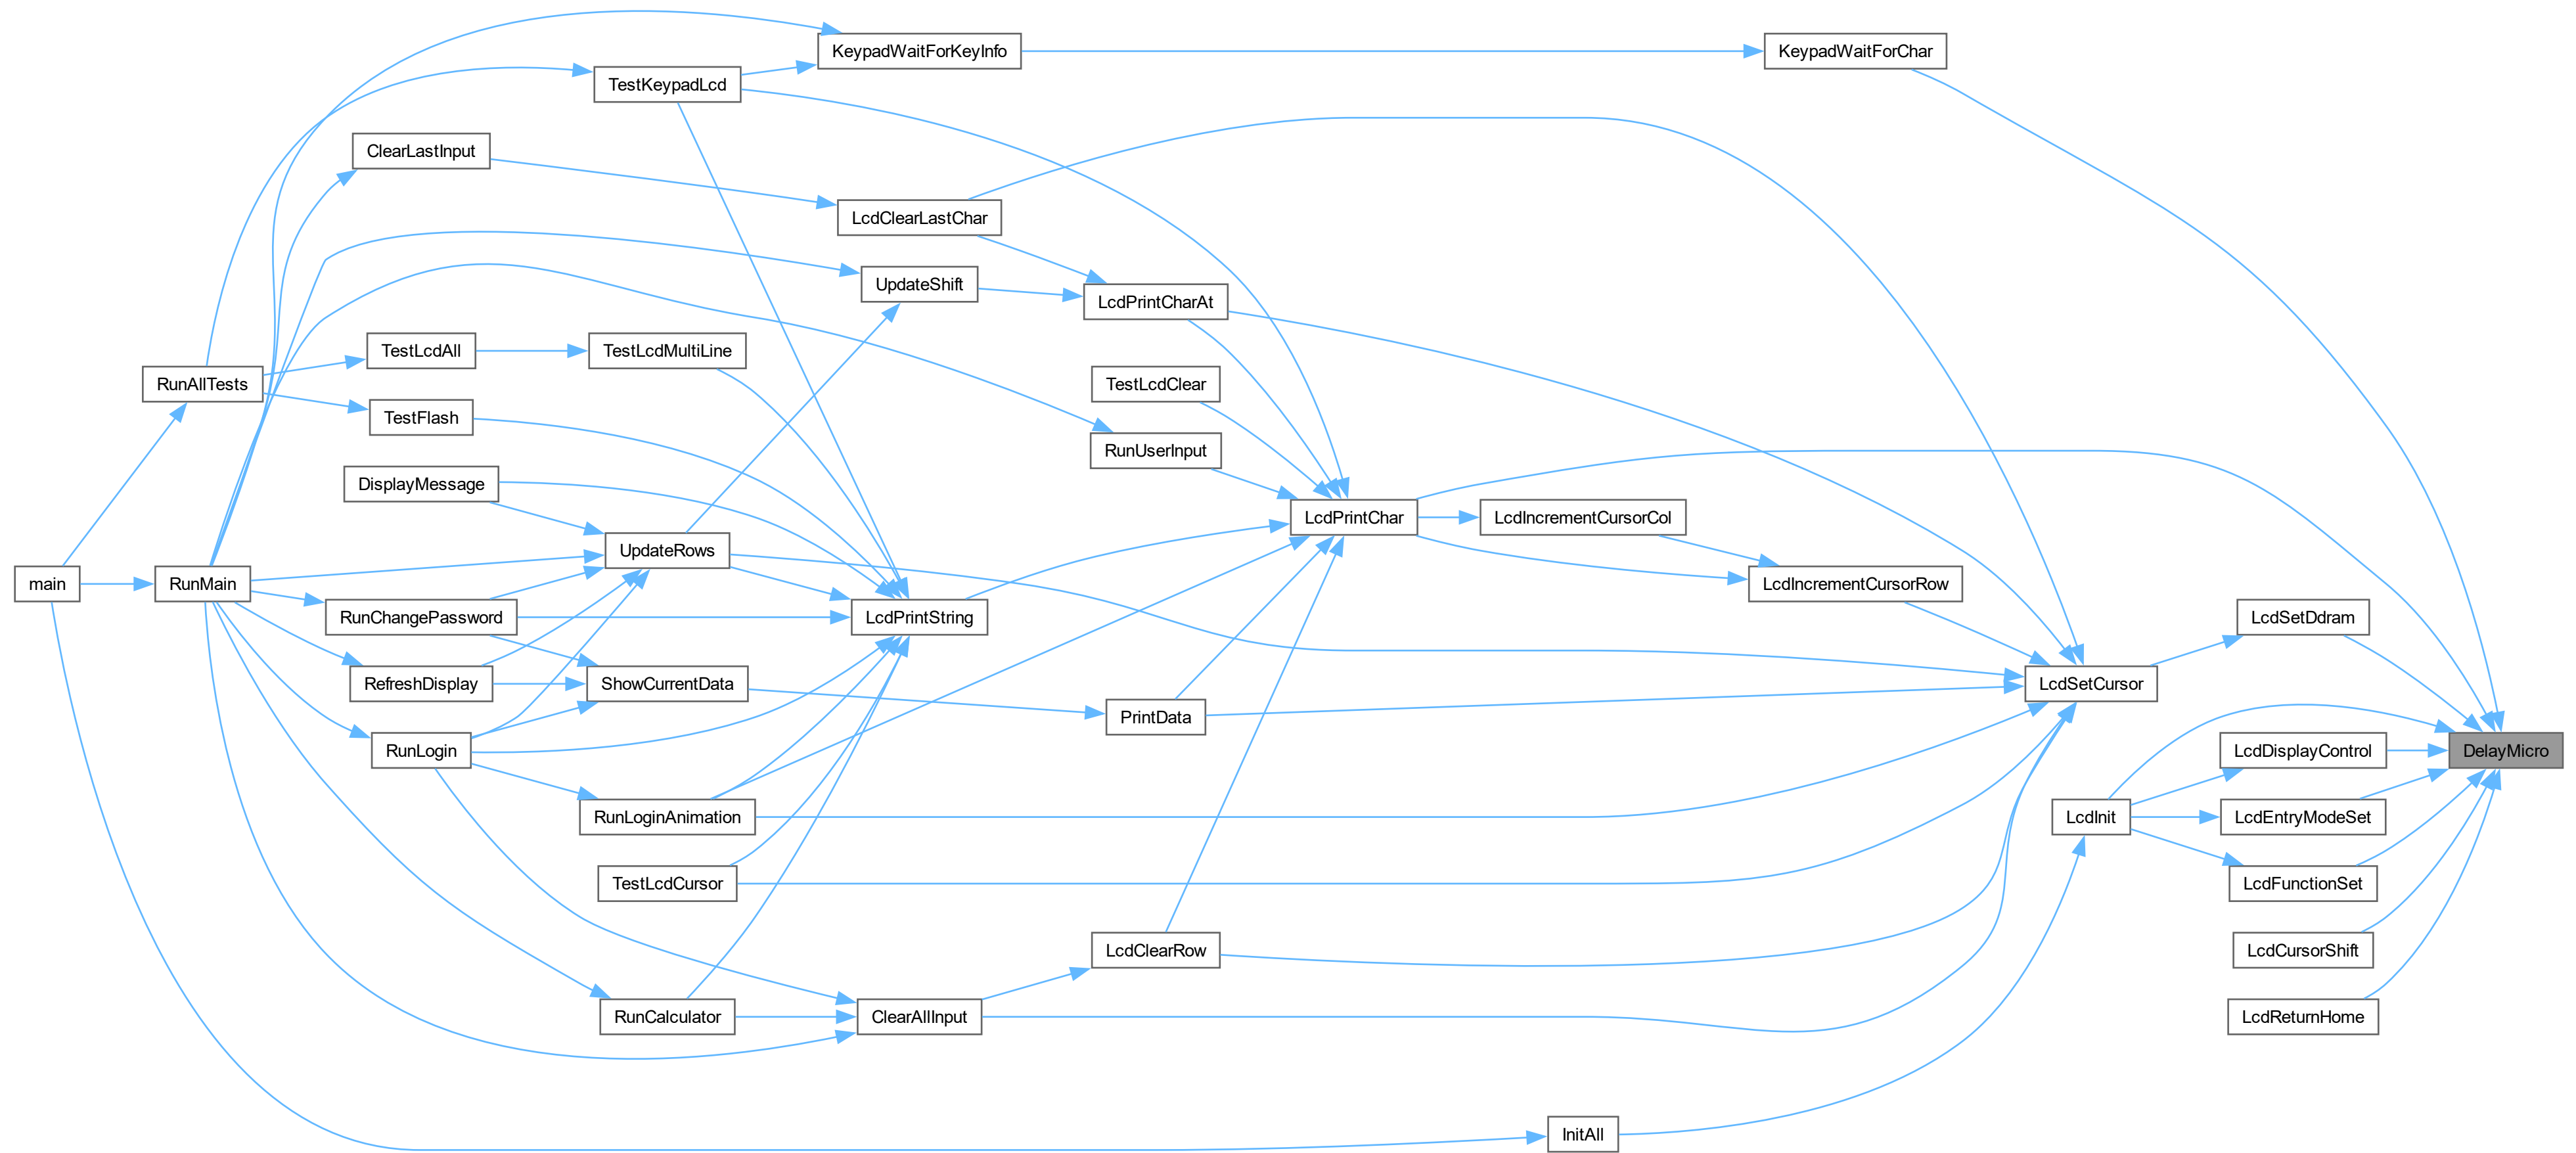 KeypadWaitForKeyInfo
KeypadWaitForChar
TestKeypadLcd
ClearLastInput
LcdClearLastChar
UpdateShift
LcdPrintCharAt
TestLcdAll
TestLcdMultiLine
RunAllTests
TestLcdClear
TestFlash
RunUserInput
DisplayMessage
LcdPrintChar
LcdIncrementCursorCol
UpdateRows
main
RunMain
LcdIncrementCursorRow
RunChangePassword
LcdPrintString
LcdSetDdram
RefreshDisplay
ShowCurrentData
LcdSetCursor
PrintData
RunLogin
LcdDisplayControl
DelayMicro
RunLoginAnimation
LcdInit
LcdEntryModeSet
TestLcdCursor
LcdFunctionSet
LcdClearRow
LcdCursorShift
RunCalculator
ClearAllInput
LcdReturnHome
InitAll